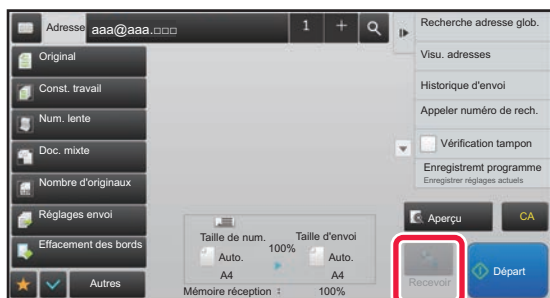 Adresse aaa@aaa.□□□ 1 +
Recherche adresse glob.
Original
Visu. adresses
Const. travail
Historique d'envoi
Num. lente
Appeler numéro de rech.
Doc. mixte
Vérification tampon
Nombre d'originaux
Enregistremt programme
Enregistrer réglages actuels
Réglages envoi
Aperçu
CA
Effacement des bords
Taille de num.
100%
Taille d'envoi
Auto.
A4
Auto.
A4
Autres
Mémoire réception : 100%
Recevoir
Départ